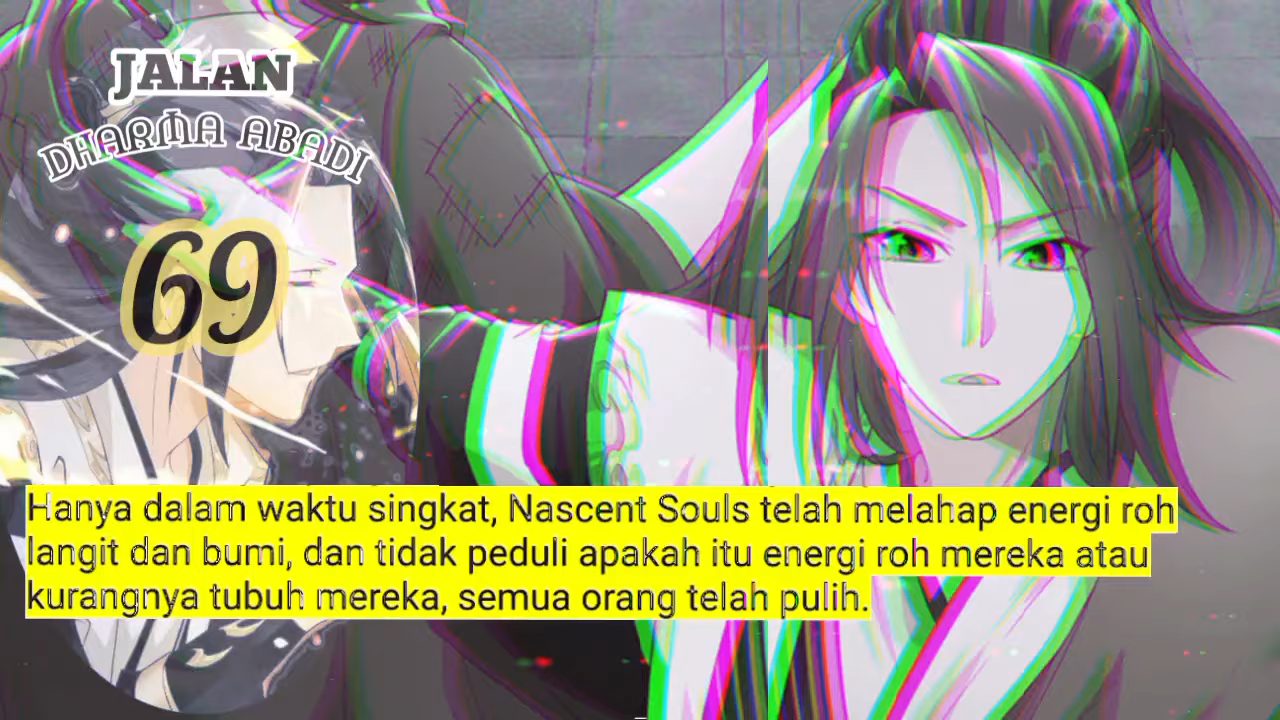 JALAN
DHARMA ABADI
69
Hanya dalam waktu singkat, Nascent Souls telah melahap energi roh
langit dan bumi, dan tidak peduli apakah itu energi roh mereka atau
kurangnya tubuh mereka, semua orang telah pulih.